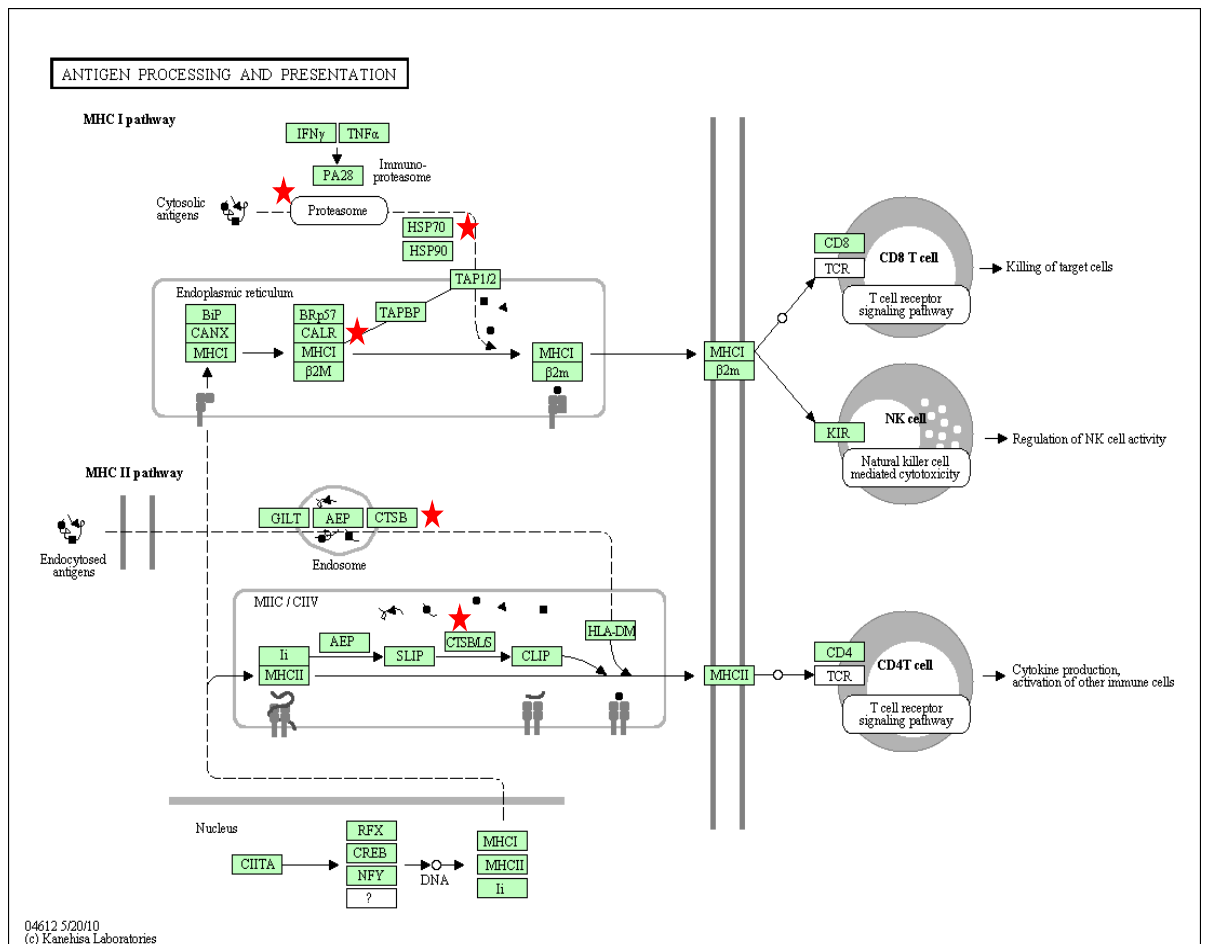 ANTIGEN PROCESSING AND PRESENTATION
MHC I pathway
IFNγ
TNFα
PA28
Immuno-
proteasome
Cytosolic
antigens
Proteasome
HSP70
HSP90
TAP1/2
Endoplasmic reticulum
BiP
CANX
MHCI
BRp57
CALR
MHCI
β2M
TAPBP
MHCI
β2m
MHCI
β2m
CD8
TCR
CD8 T cell
T cell receptor
signaling pathway
Killing of target cells
KIR
NK cell
Natural killer cell
mediated cytotoxicity
Regulation of NK cell activity
MHC II pathway
Endocytosed
antigens
GILT
AEP
CTSB
Endosome
MIIC / CIIV
Ii
MHCII
AEP
SLIP
CTSB/L/S
CLIP
HLA-DM
MHCII
CD4
TCR
CD4T cell
T cell receptor
signaling pathway
Cytokine production,
activation of other immune cells
Nucleus
CIITA
RFX
CREB
NFY
?
DNA
MHCI
MHCII
Ii
04612 5/20/10
(c) Kanehisa Laboratories